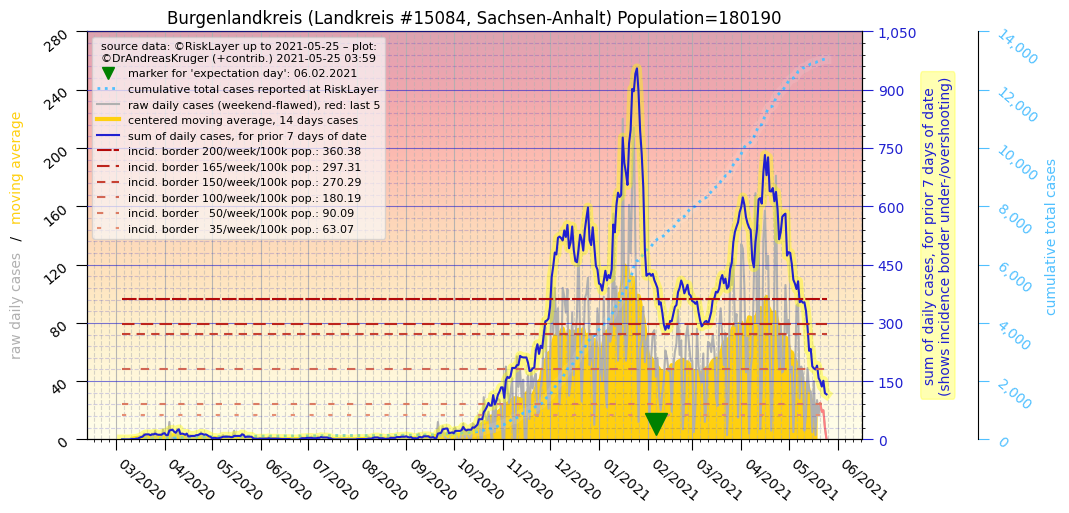 Burgenlandkreis (Landkreis #15084, Sachsen-Anhalt) Population=180190
source data: ©RiskLayer up to 2021-05-25 – plot:
©DrAndreasKruger (+contrib.) 2021-05-25 03:59
marker for 'expectation day': 06.02.2021
cumulative total cases reported at RiskLayer
raw daily cases (weekend-flawed), red: last 5
centered moving average, 14 days cases
sum of daily cases, for prior 7 days of date
incid. border 200/week/100k pop.: 360.38
incid. border 165/week/100k pop.: 297.31
incid. border 150/week/100k pop.: 270.29
incid. border 100/week/100k pop.: 180.19
incid. border 50/week/100k pop.: 90.09
incid. border 35/week/100k pop.: 63.07
raw daily cases / moving average
280
240
200
160
120
80
40
0
03/2020
04/2020
05/2020
06/2020
07/2020
08/2020
09/2020
10/2020
11/2020
12/2020
01/2021
02/2021
03/2021
04/2021
05/2021
06/2021
1,050
900
750
600
450
300
150
0
sum of daily cases, for prior 7 days of date
(shows incidence border under-/overshooting)
14,000
12,000
10,000
8,000
6,000
4,000
2,000
0
cumulative total cases